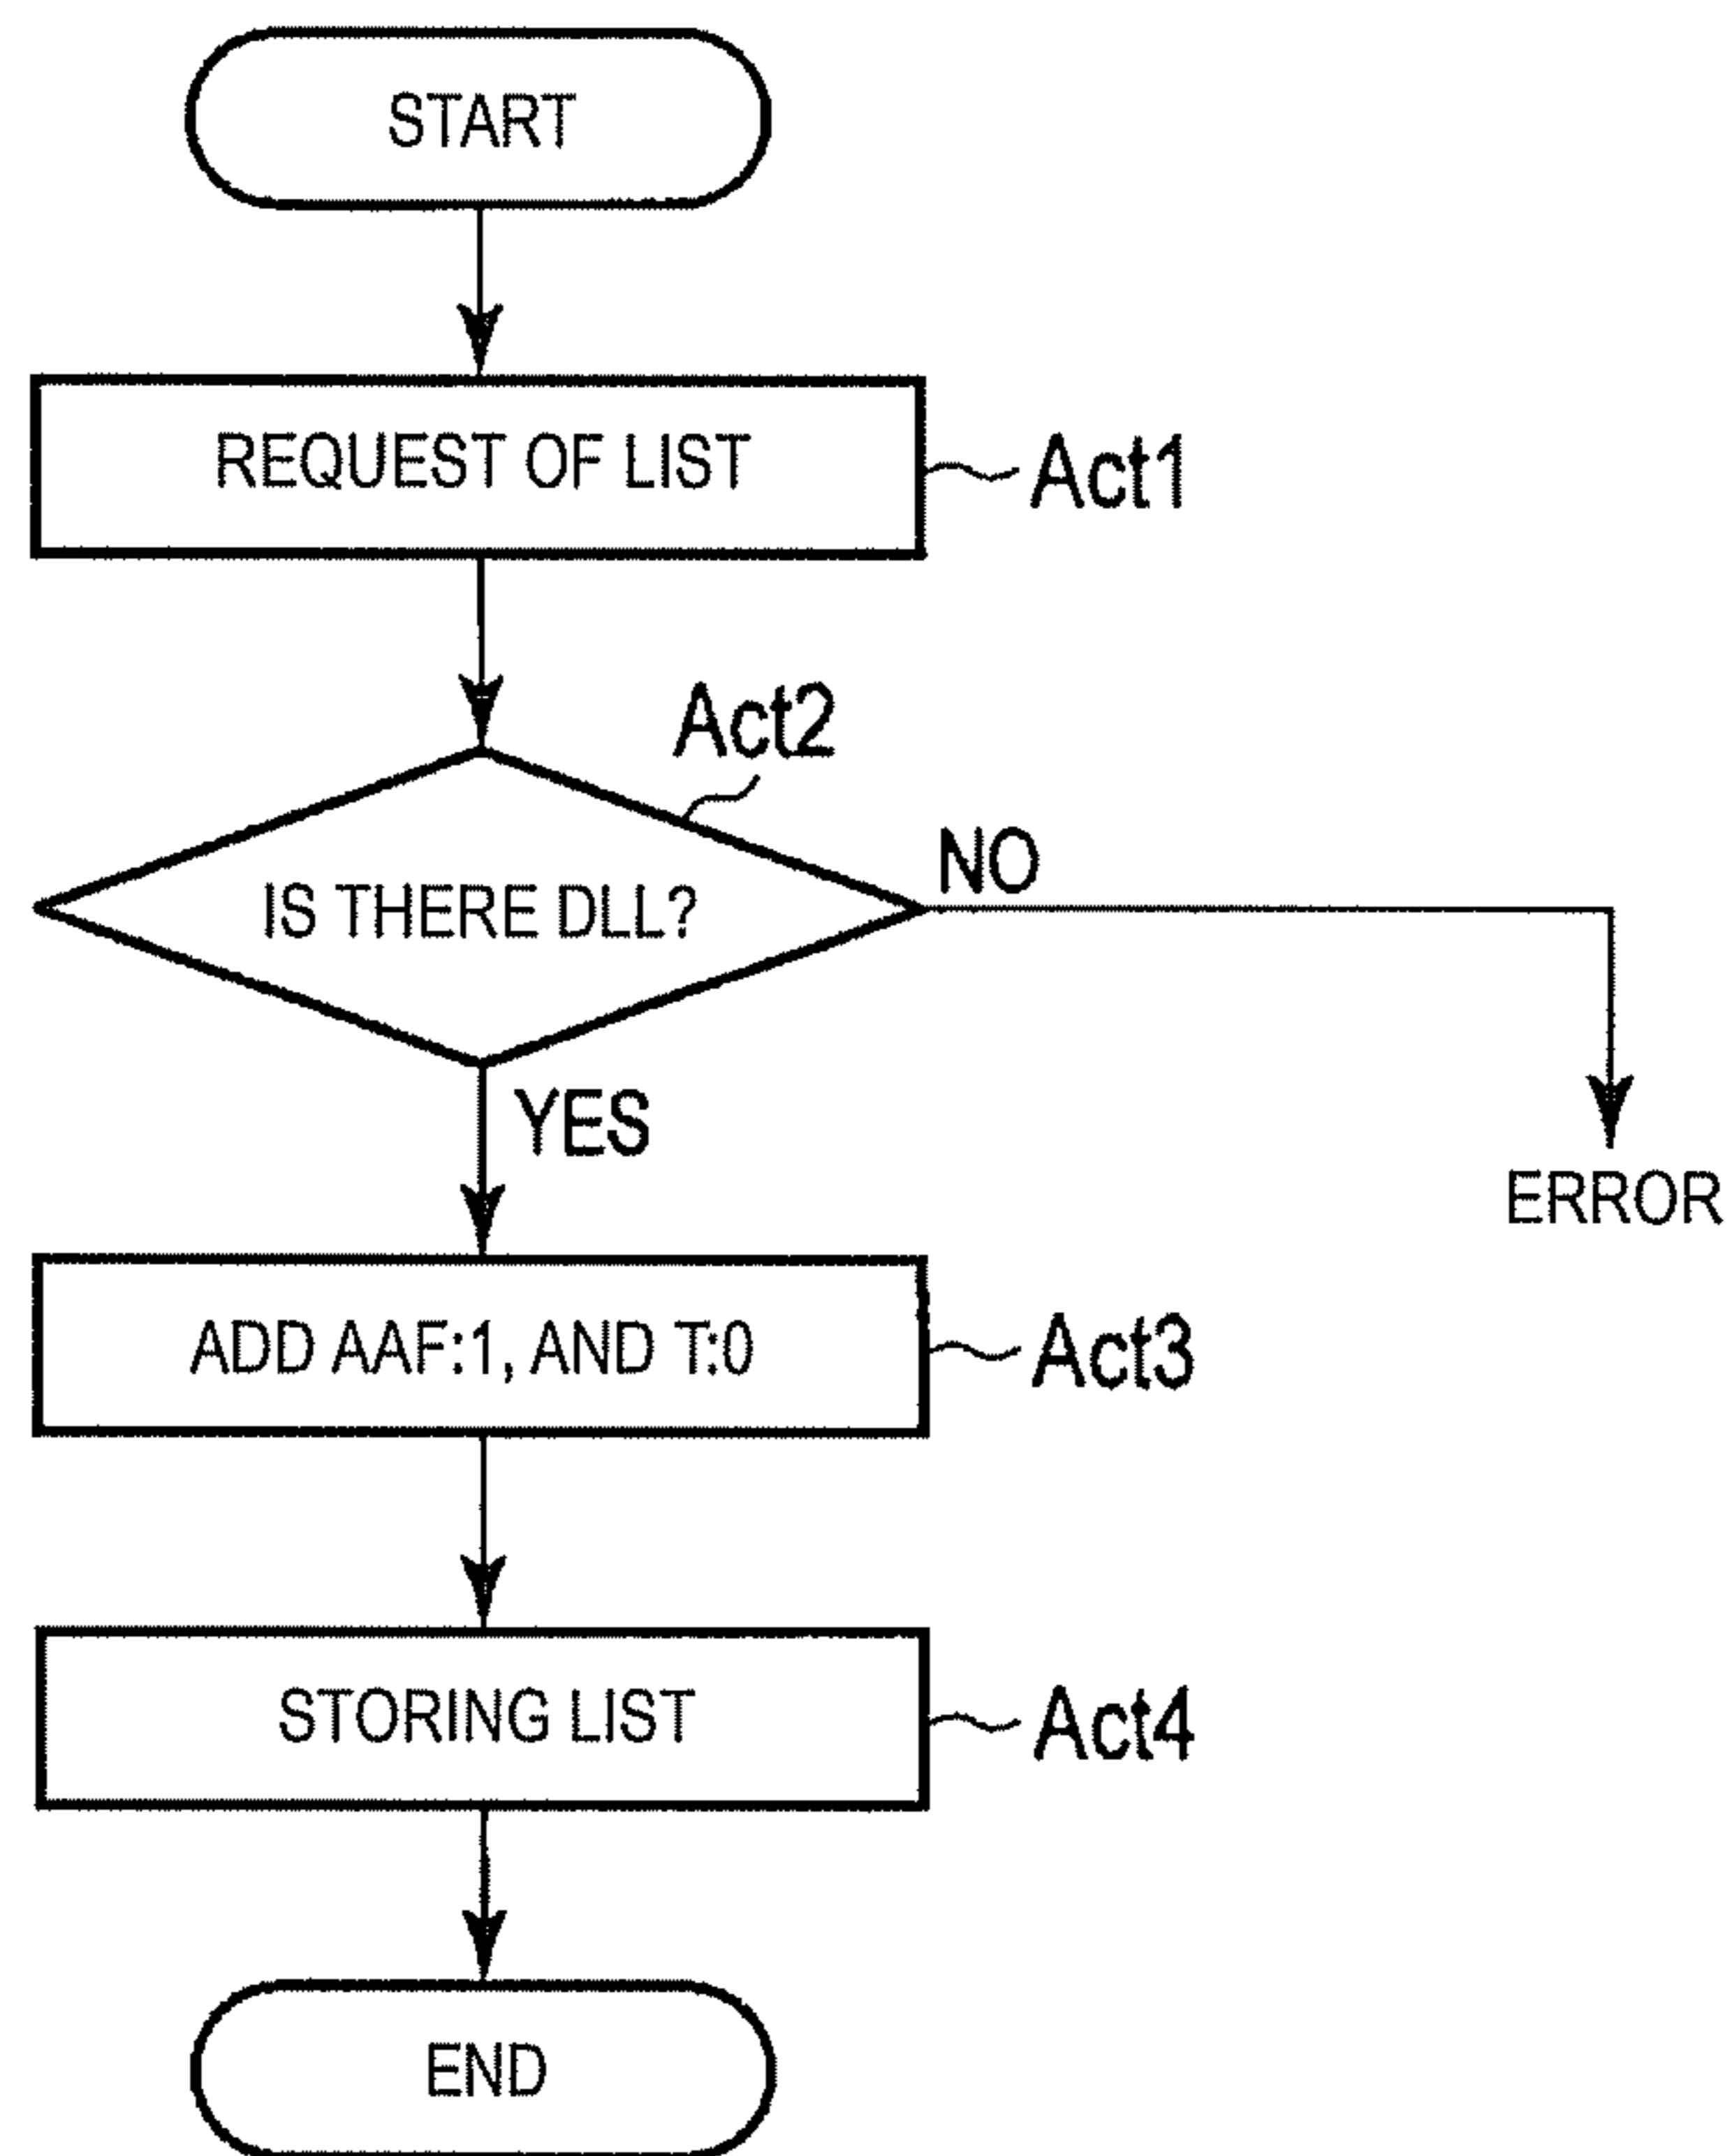 START
REQUEST OF LIST
Act1
Act2
IS THERE DLL?
NO
YES
ERROR
ADD AAF:1, AND T:0
Act3
STORING LIST
Act4
END